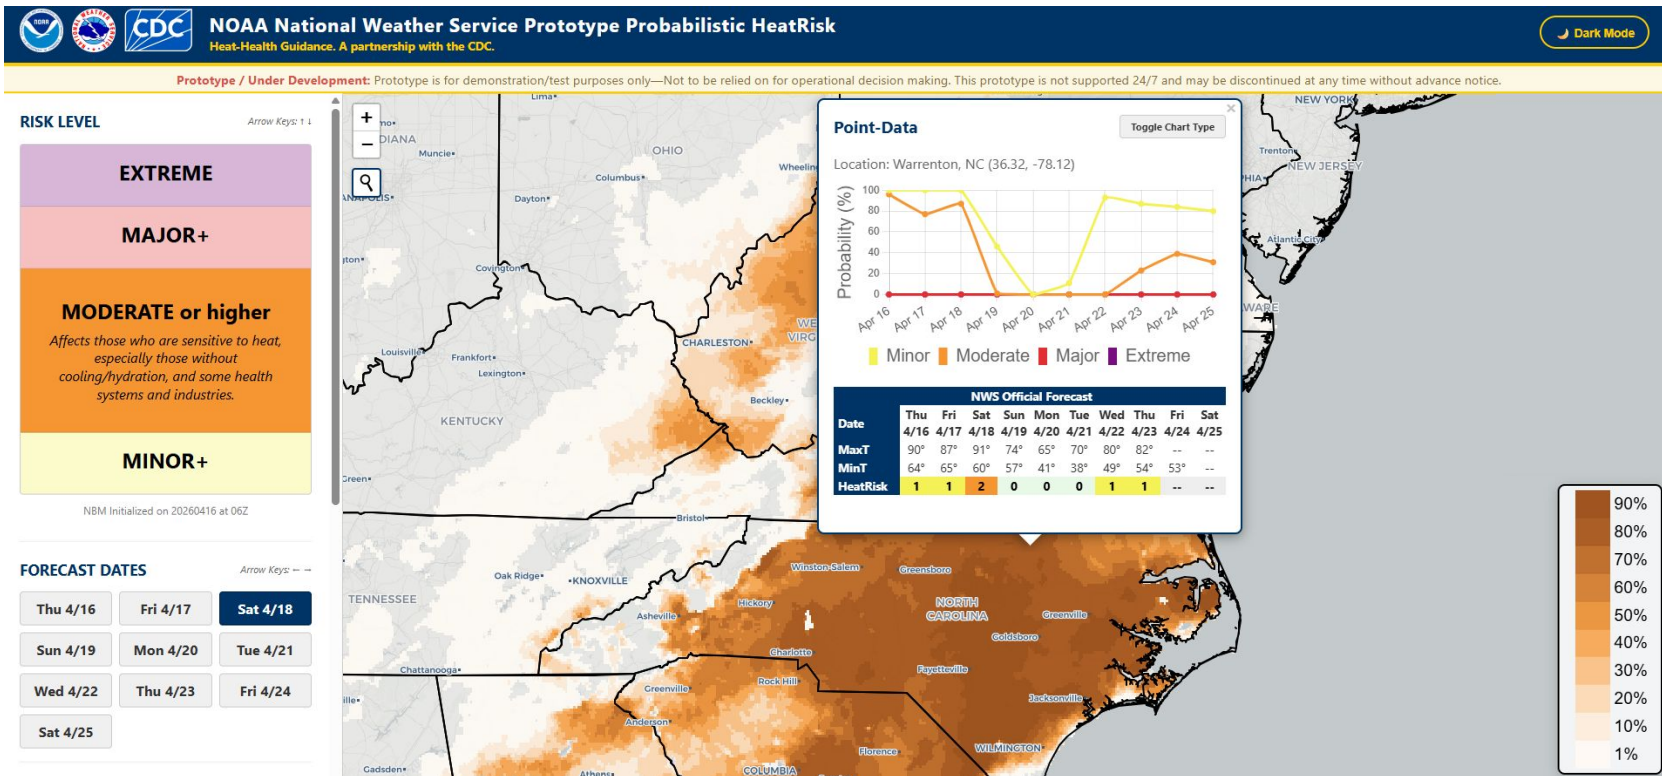 NOAA National Weather Service Prototype Probabilistic HeatRisk
Heat-Health Guidance. A partnership with the CDC.
NOAA
CDC
Dark Mode
Prototype / Under Development: Prototype is for demonstration/test purposes only—Not to be relied on for operational decision making. This prototype is not supported 24/7 and may be discontinued at any time without advance notice.
RISK LEVEL
Arrow Keys: ↑ ↓
EXTREME
MAJOR+
MODERATE or higher
Affects those who are sensitive to heat,
especially those without
cooling/hydration, and some health
systems and industries.
MINOR+
NBM Initialized on 20260416 at 06Z
FORECAST DATES
Arrow Keys: ← →
Thu 4/16 Fri 4/17 Sat 4/18
Sun 4/19 Mon 4/20 Tue 4/21
Wed 4/22 Thu 4/23 Fri 4/24
Sat 4/25
+
−
Lima
DIANA
Muncie
OHIO
Columbus
Dayton
Wheelin
Covington
CHARLESTON
Louisville
Frankfort
Lexington
Beckley
KENTUCKY
Green
Bristol
Oak Ridge
KNOXVILLE
TENNESSEE
Asheville
Hickory
Winston-Salem
Greensboro
NORTH
CAROLINA
Greenville
Goldsboro
Charlotte
Fayetteville
Chattanooga
Greenville
Rock Hill
Jacksonville
Anderson
Florence
WILMINGTON
Gadsden
Athens
COLUMBIA
NEW YORK
Trenton
NEW JERSEY
PHIA
Atlantic City
WARE
WE
VIRG
Point-Data
Toggle Chart Type
×
Location: Warrenton, NC (36.32, -78.12)
Probability (%)
100
80
60
40
20
0
Apr 16 Apr 17 Apr 18 Apr 19 Apr 20 Apr 21 Apr 22 Apr 23 Apr 24 Apr 25
Minor Moderate Major Extreme
NWS Official Forecast
Date Thu 4/16 Fri 4/17 Sat 4/18 Sun 4/19 Mon 4/20 Tue 4/21 Wed 4/22 Thu 4/23 Fri 4/24 Sat 4/25
MaxT 90° 87° 91° 74° 65° 70° 80° 82° -- --
MinT 64° 65° 60° 57° 41° 38° 49° 54° 53° --
HeatRisk 1 1 2 0 0 0 1 1 -- --
90%
80%
70%
60%
50%
40%
30%
20%
10%
1%